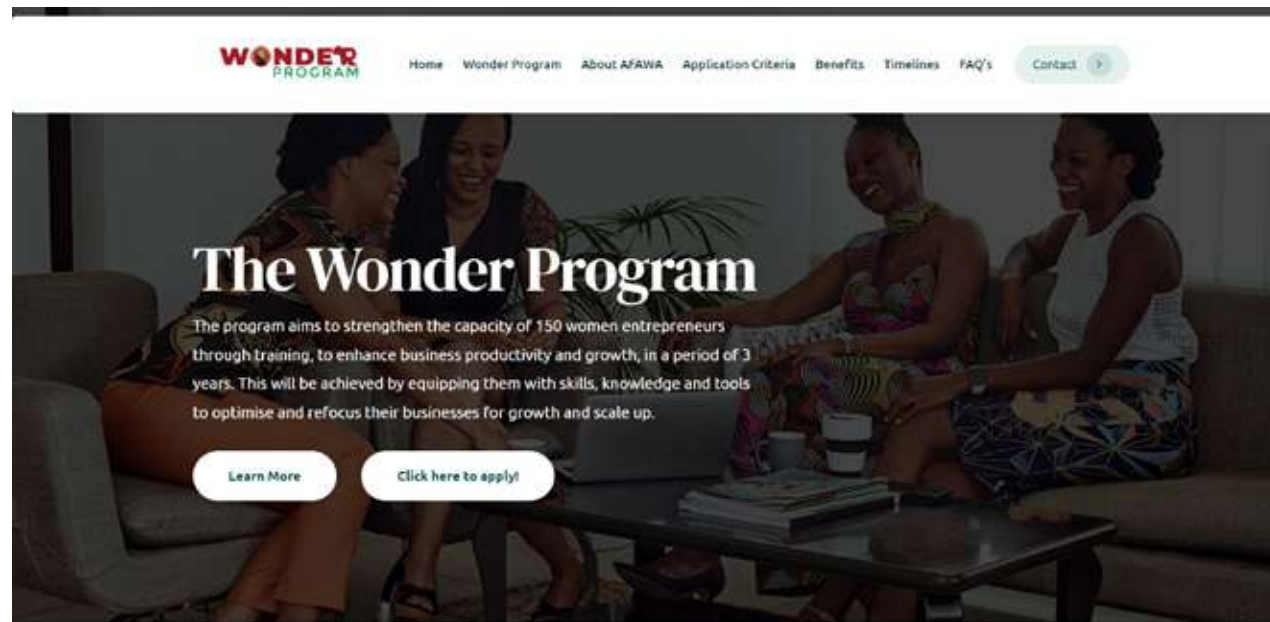 WONDER
PROGRAM
Home Wonder Program About AFAWA Application Criteria Benefits Timelines FAQ's Contact
The Wonder Program
The program aims to strengthen the capacity of 150 women entrepreneurs
through training, to enhance business productivity and growth, in a period of 3
years. This will be achieved by equipping them with skills, knowledge and tools
to optimise and refocus their businesses for growth and scale up.
Learn More Click here to apply!